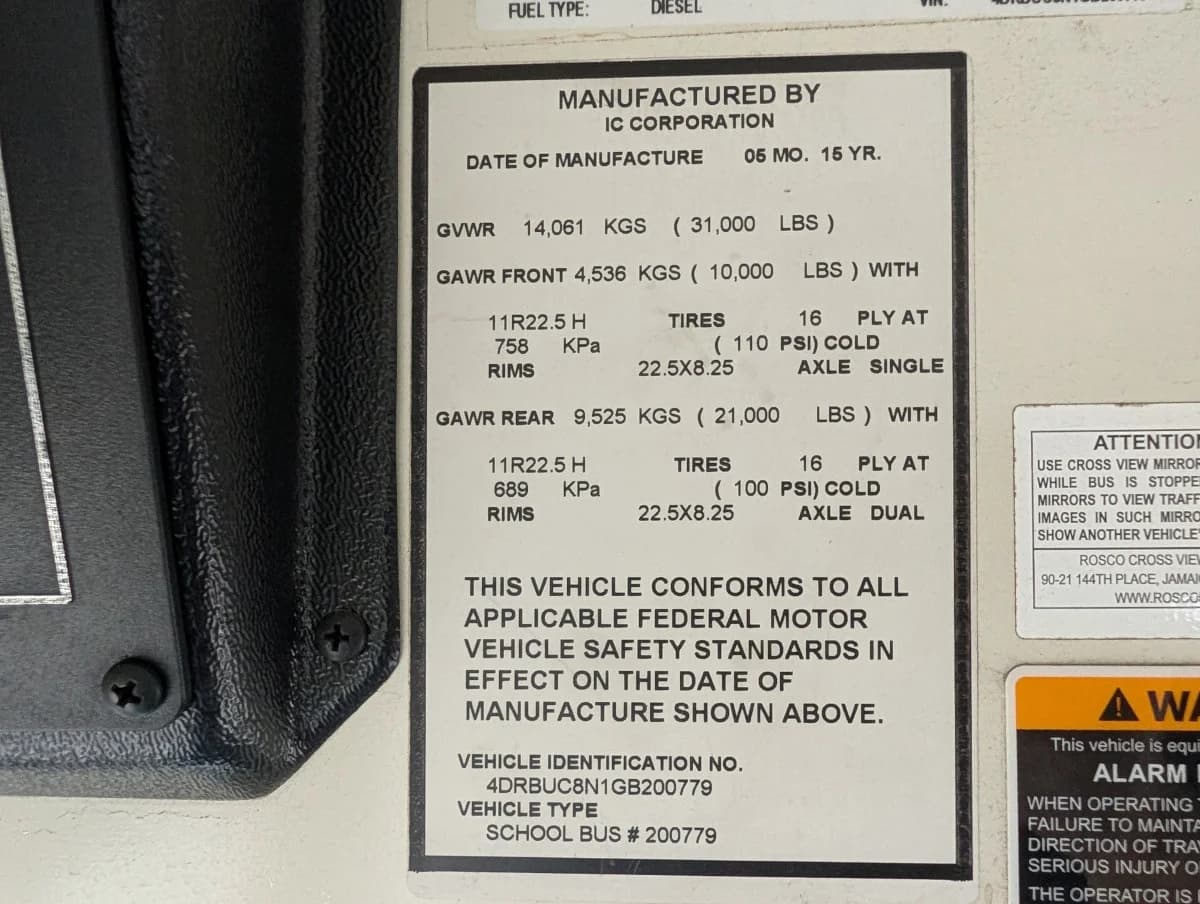 FUEL TYPE: DIESEL
MANUFACTURED BY
IC CORPORATION
DATE OF MANUFACTURE 05 MO. 15 YR.
GVWR 14,061 KGS ( 31,000 LBS )
GAWR FRONT 4,536 KGS ( 10,000 LBS ) WITH
11R22.5 H TIRES 16 PLY AT
758 KPa ( 110 PSI) COLD
RIMS 22.5X8.25 AXLE SINGLE
GAWR REAR 9,525 KGS ( 21,000 LBS ) WITH
11R22.5 H TIRES 16 PLY AT
689 KPa ( 100 PSI) COLD
RIMS 22.5X8.25 AXLE DUAL
THIS VEHICLE CONFORMS TO ALL
APPLICABLE FEDERAL MOTOR
VEHICLE SAFETY STANDARDS IN
EFFECT ON THE DATE OF
MANUFACTURE SHOWN ABOVE.
VEHICLE IDENTIFICATION NO.
4DRBUC8N1GB200779
VEHICLE TYPE
SCHOOL BUS # 200779
USE CROSS VIEW
WHILE BUS IS
MIRRORS TO VIEW
IMAGES IN SUCH
SHOW ANOTHER
ROSCO CROSS
90-21 144TH PLACE,
This vehicle is
ALARM
WHEN OPERATING
FAILURE TO
DIRECTION OF
SERIOUS INJURY
THE OPERATOR IS